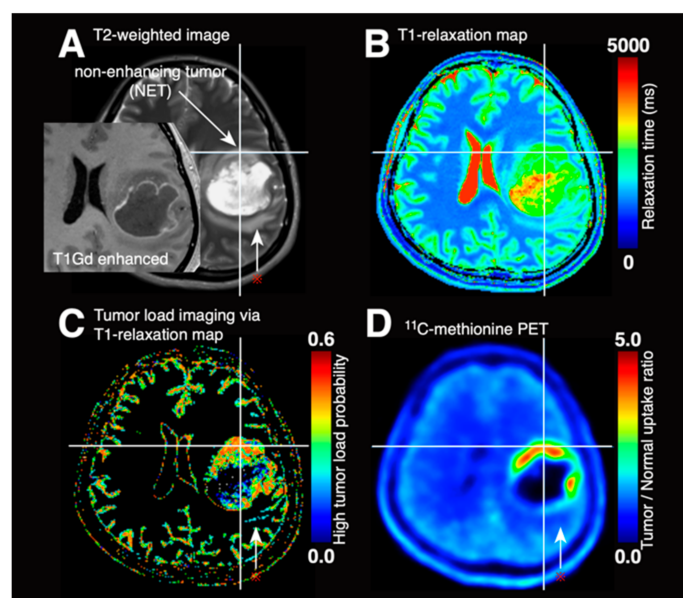 A T2-weighted image
non-enhancing tumor
(NET)
T1Gd enhanced
※
B T1-relaxation map
5000
Relaxation time (ms)
0
C Tumor load imaging via
T1-relaxation map
0.6
High tumor load probability
0.0
※
D ¹¹C-methionine PET
5.0
Tumor / Normal uptake ratio
0.0
※